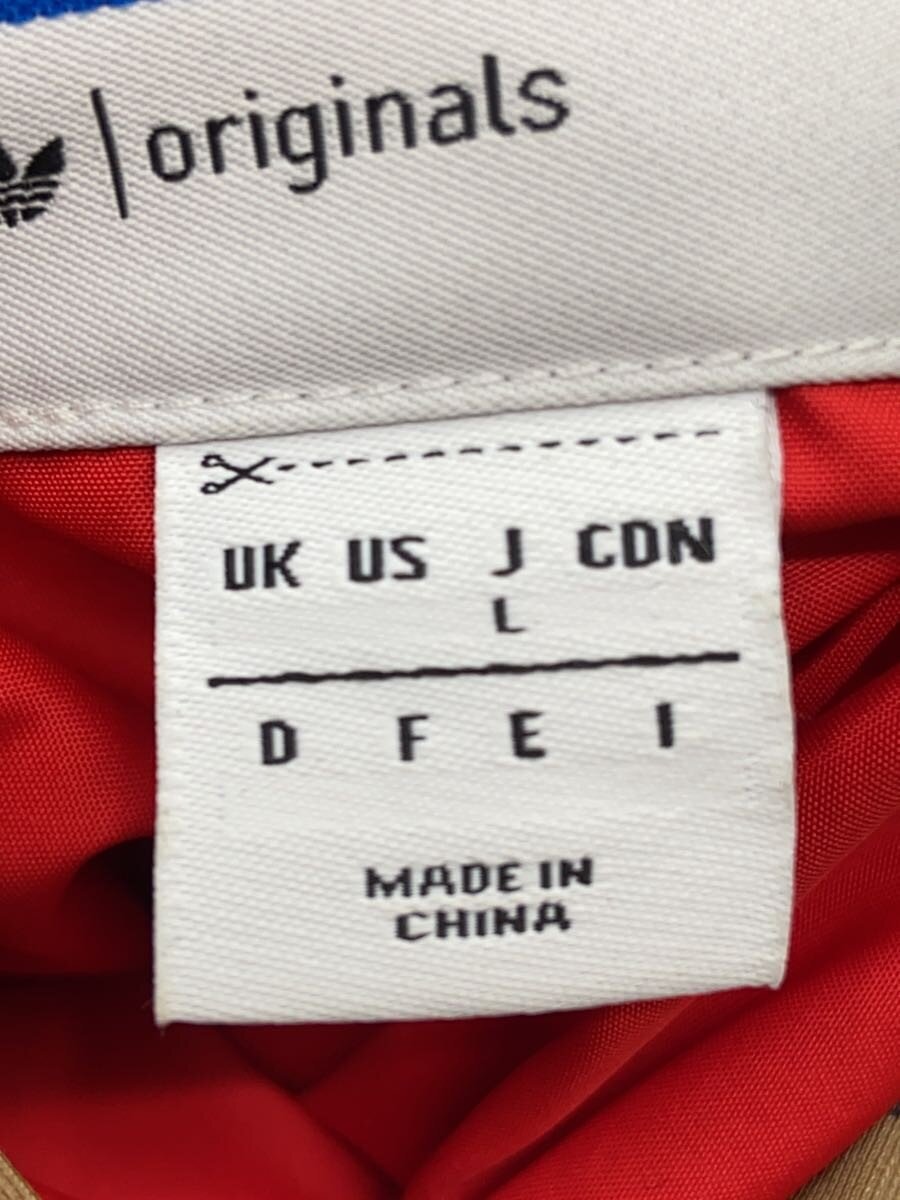 originals
UK US J CDN
L
D F E I
MADE IN
CHINA